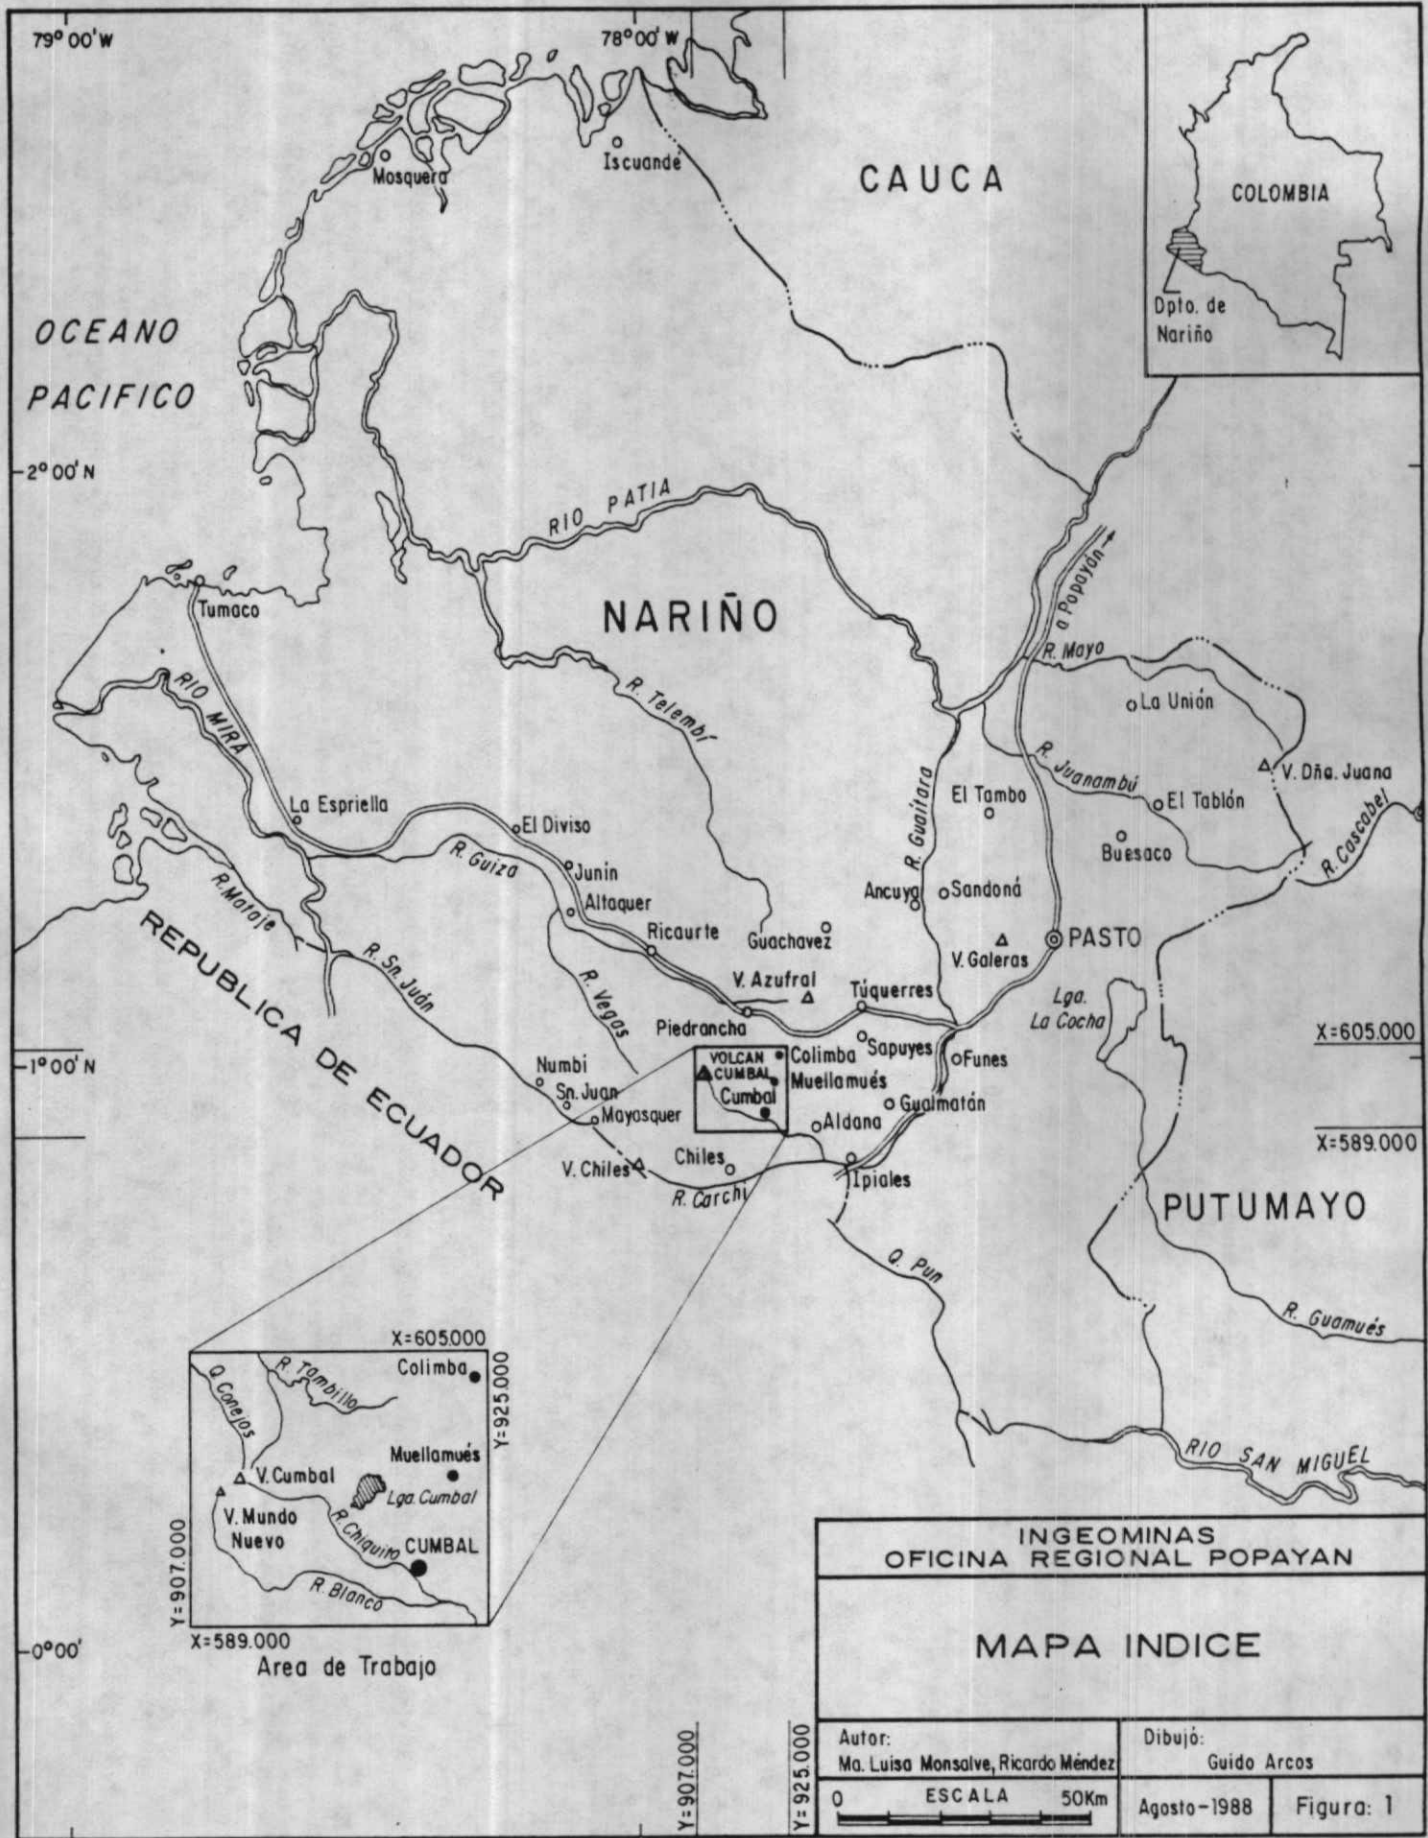 79°00'W
78°00'W
Mosquera
Iscuandé
CAUCA
COLOMBIA
Dpto. de
Nariño
OCEANO
PACIFICO
2°00'N
RIO PATIA
NARIÑO
a Popayán
Tumaco
R. Mayo
La Unión
RIO MIRA
R. Telembí
R. Juanambú
V. Dña. Juana
El Tablón
El Tambo
R. Guaitara
Buesaco
R. Cascabel
La Espriella
El Diviso
R. Guiza
Junín
Altaquer
Ricaurte
R. Mataje
REPUBLICA DE ECUADOR
R. Sn. Juán
R. Vegas
Guachavez
Ancuya
Sandoná
V. Galeras
PASTO
V. Azufral
Túquerres
Piedrancha
Lga.
La Cocha
X=605.000
1°00'N
VOLCAN
CUMBAL
Colimba
Sapuyes
Funes
Muellamués
Cumbal
Numbi
Sn. Juan
Mayasquer
Gualmatán
Aldana
X=589.000
V. Chiles
Chiles
R. Carchi
Ipiales
PUTUMAYO
Q. Pun
R. Guamués
RIO SAN MIGUEL
X=605.000
Y=925.000
Q. Conejos
R. Tambillo
Colimba
Muellamués
V. Cumbal
Lga. Cumbal
V. Mundo
Nuevo
R. Chiquito
CUMBAL
R. Blanco
Y=907.000
X=589.000
Area de Trabajo
0°00'
Y=907.000
Y=925.000
INGEOMINAS
OFICINA REGIONAL POPAYAN
MAPA INDICE
Autor:
Ma. Luisa Monsalve, Ricardo Méndez
Dibujó:
Guido Arcos
0 ESCALA 50Km
Agosto-1988
Figura: 1